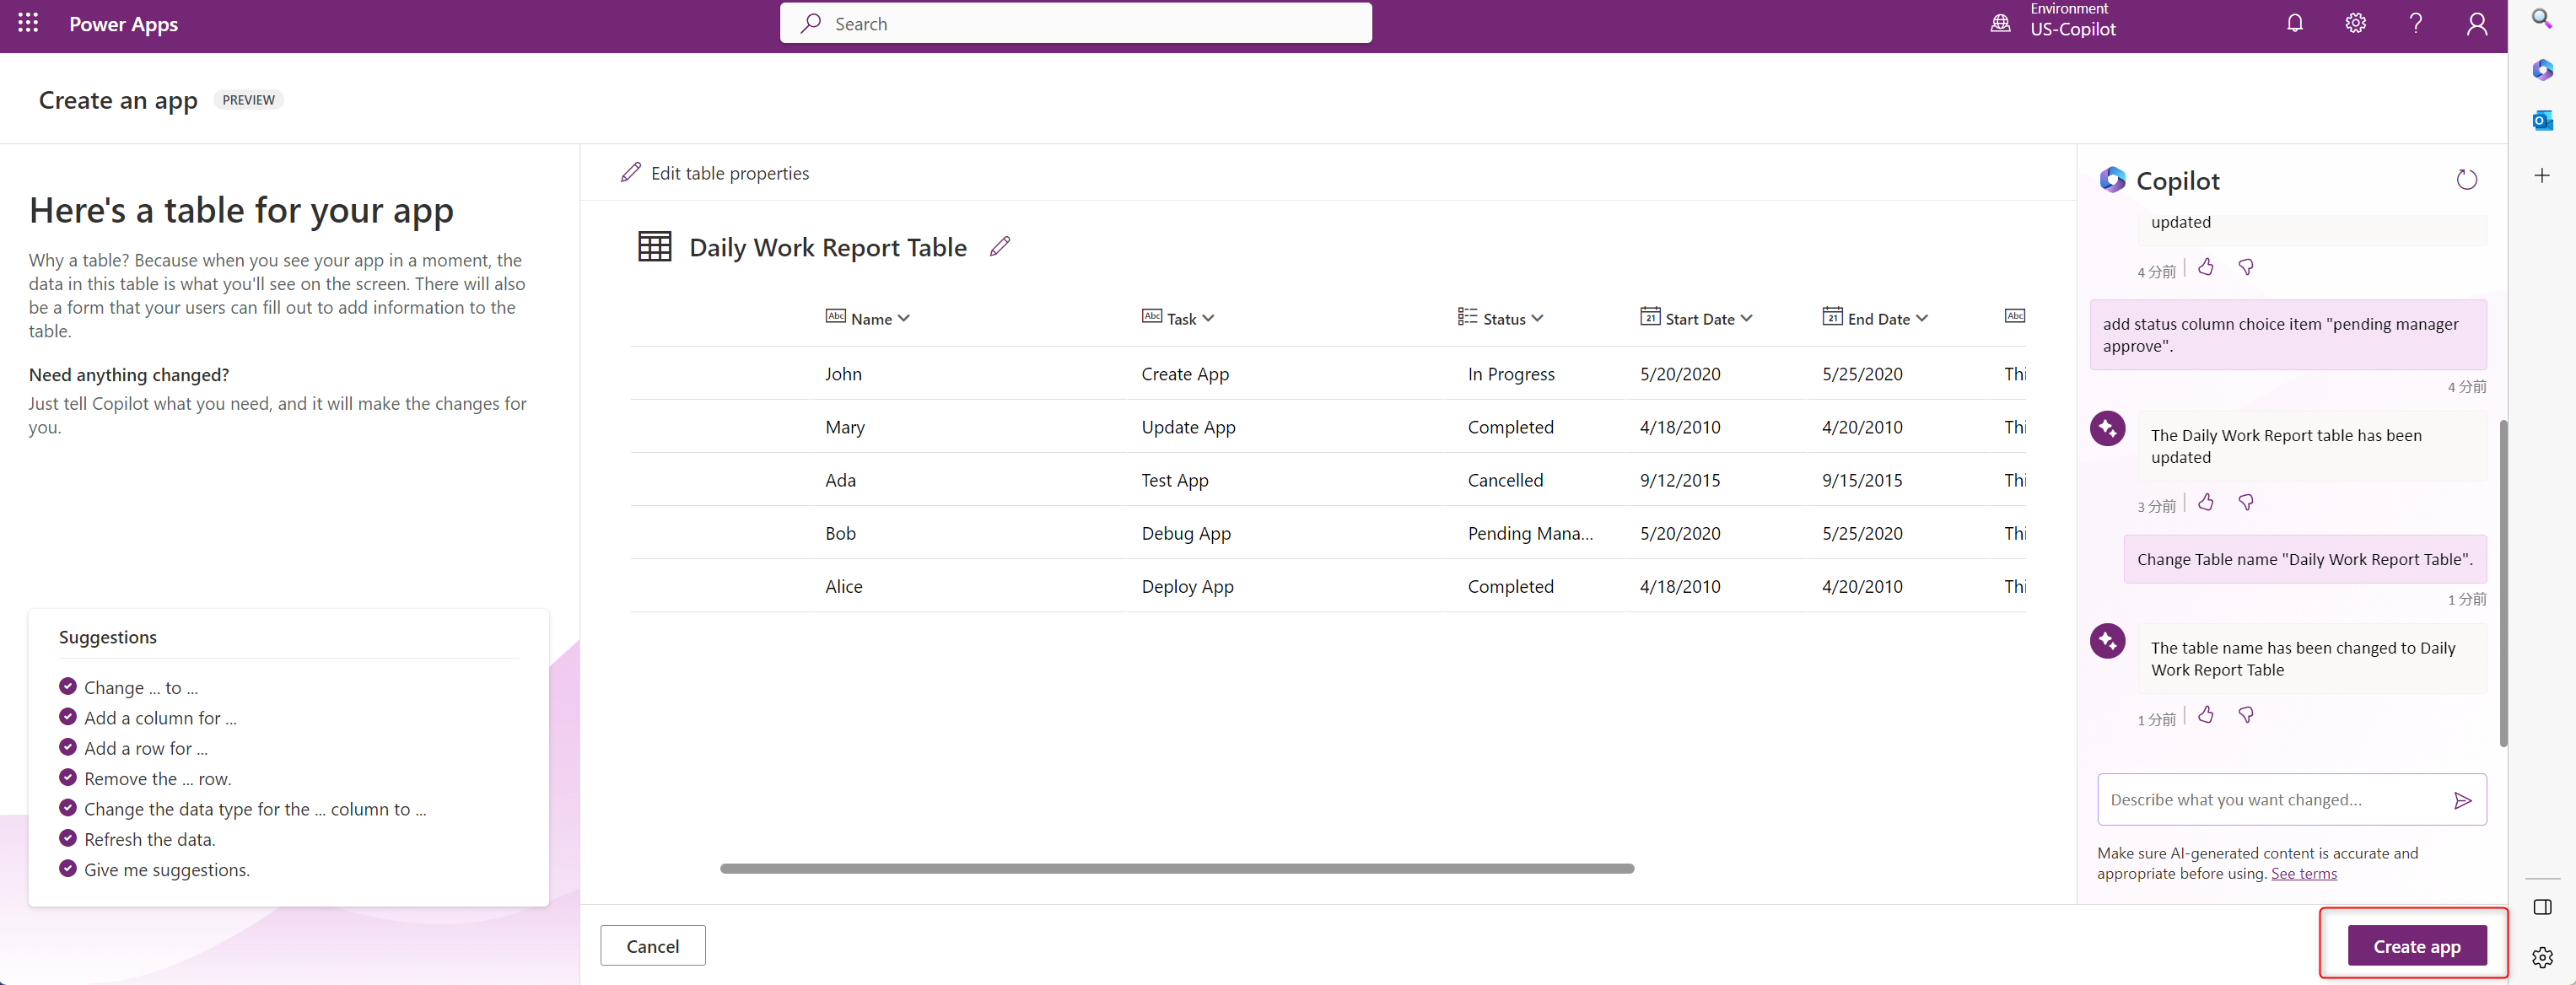 Power Apps
Search
Environment
US-Copilot
Create an app PREVIEW
Here's a table for your app
Why a table? Because when you see your app in a moment, the
data in this table is what you'll see on the screen. There will also
be a form that your users can fill out to add information to the
table.
Need anything changed?
Just tell Copilot what you need, and it will make the changes for
you.
Suggestions
Change ... to ...
Add a column for ...
Add a row for ...
Remove the ... row.
Change the data type for the ... column to ...
Refresh the data.
Give me suggestions.
Edit table properties
Daily Work Report Table
Abc Name Abc Task Status 21 Start Date 21 End Date Abc
John Create App In Progress 5/20/2020 5/25/2020 Thi
Mary Update App Completed 4/18/2010 4/20/2010 Thi
Ada Test App Cancelled 9/12/2015 9/15/2015 Thi
Bob Debug App Pending Mana... 5/20/2020 5/25/2020 Thi
Alice Deploy App Completed 4/18/2010 4/20/2010 Thi
Cancel
Copilot
updated
4 分前
add status column choice item "pending manager
approve".
4 分前
The Daily Work Report table has been
updated
3 分前
Change Table name "Daily Work Report Table".
1 分前
The table name has been changed to Daily
Work Report Table
1 分前
Describe what you want changed...
Make sure AI-generated content is accurate and
appropriate before using. See terms
Create app